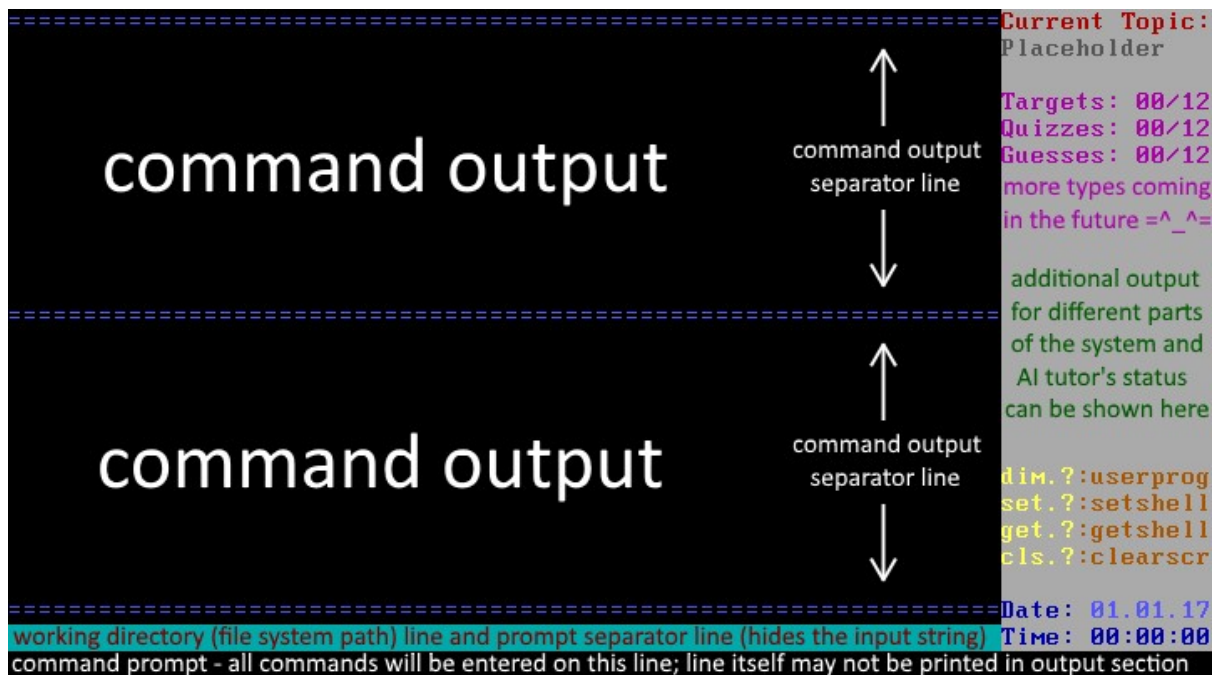 =====================================================
command output
command output
separator line
=====================================================
command output
command output
separator line
=====================================================
working directory (file system path) line and prompt separator line (hides the input string)
command prompt - all commands will be entered on this line; line itself may not be printed in output section
Current Topic:
Placeholder
Targets: 00/12
Quizzes: 00/12
Guesses: 00/12
more types coming
in the future =^_^=
additional output
for different parts
of the system and
AI tutor's status
can be shown here
dim.?:userprog
set.?:setshell
get.?:getshell
cls.?:clearscr
Date: 01.01.17
Time: 00:00:00